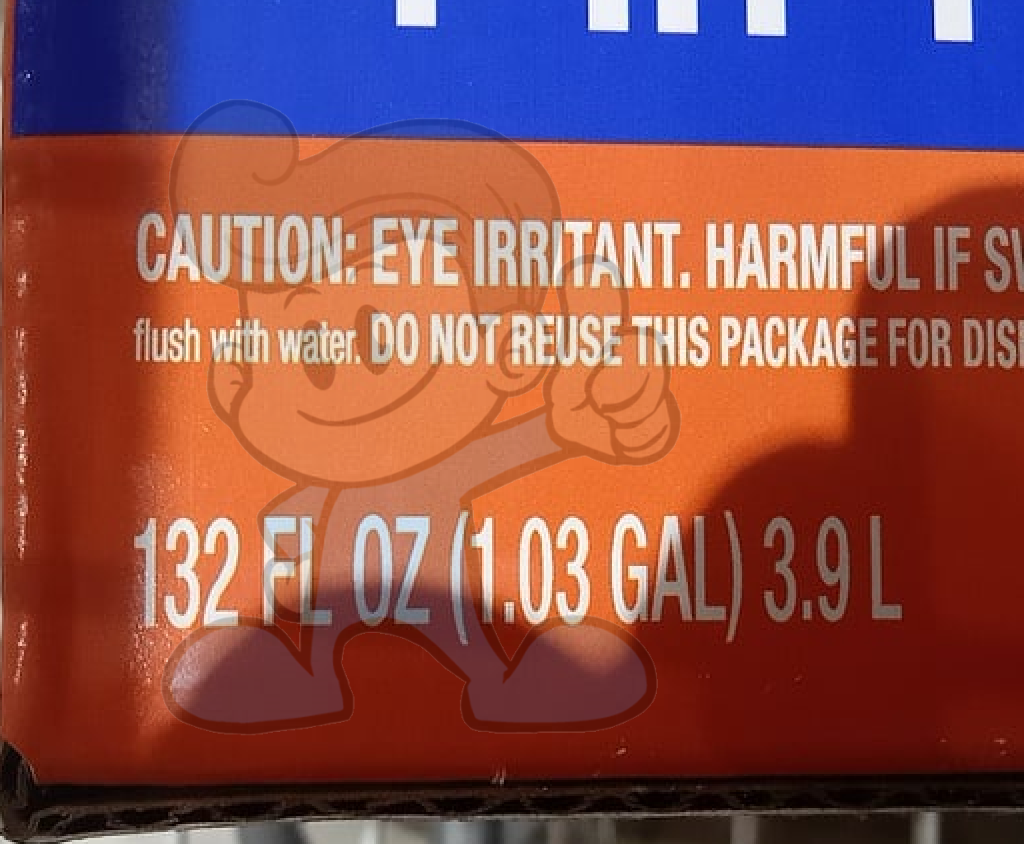 CAUTION: EYE IRRITANT. HARMFUL IF
flush with water. DO NOT REUSE THIS PACKAGE FOR
132 FL OZ (1.03 GAL) 3.9 L